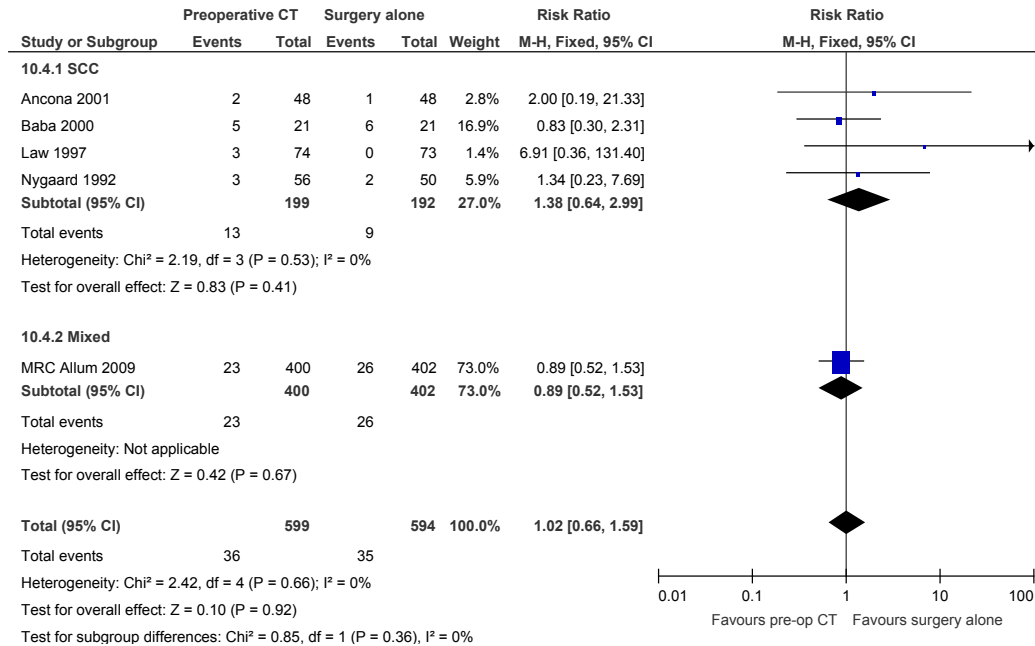 Preoperative CT Surgery alone Risk Ratio Risk Ratio
Study or Subgroup Events Total Events Total Weight M-H, Fixed, 95% CI M-H, Fixed, 95% CI
10.4.1 SCC
Ancona 2001 2 48 1 48 2.8% 2.00 [0.19, 21.33]
Baba 2000 5 21 6 21 16.9% 0.83 [0.30, 2.31]
Law 1997 3 74 0 73 1.4% 6.91 [0.36, 131.40]
Nygaard 1992 3 56 2 50 5.9% 1.34 [0.23, 7.69]
Subtotal (95% CI) 199 192 27.0% 1.38 [0.64, 2.99]
Total events 13 9
Heterogeneity: Chi² = 2.19, df = 3 (P = 0.53); I² = 0%
Test for overall effect: Z = 0.83 (P = 0.41)
10.4.2 Mixed
MRC Allum 2009 23 400 26 402 73.0% 0.89 [0.52, 1.53]
Subtotal (95% CI) 400 402 73.0% 0.89 [0.52, 1.53]
Total events 23 26
Heterogeneity: Not applicable
Test for overall effect: Z = 0.42 (P = 0.67)
Total (95% CI) 599 594 100.0% 1.02 [0.66, 1.59]
Total events 36 35
Heterogeneity: Chi² = 2.42, df = 4 (P = 0.66); I² = 0%
Test for overall effect: Z = 0.10 (P = 0.92)
Test for subgroup differences: Chi² = 0.85, df = 1 (P = 0.36), I² = 0%
0.01 0.1 1 10 100
Favours pre-op CT Favours surgery alone